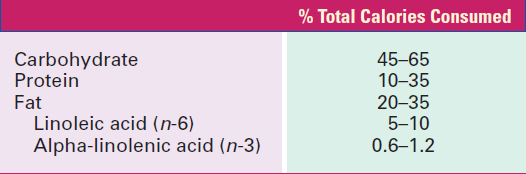 % Total Calories Consumed
Carbohydrate 45–65
Protein 10–35
Fat 20–35
Linoleic acid (n-6) 5–10
Alpha-linolenic acid (n-3) 0.6–1.2